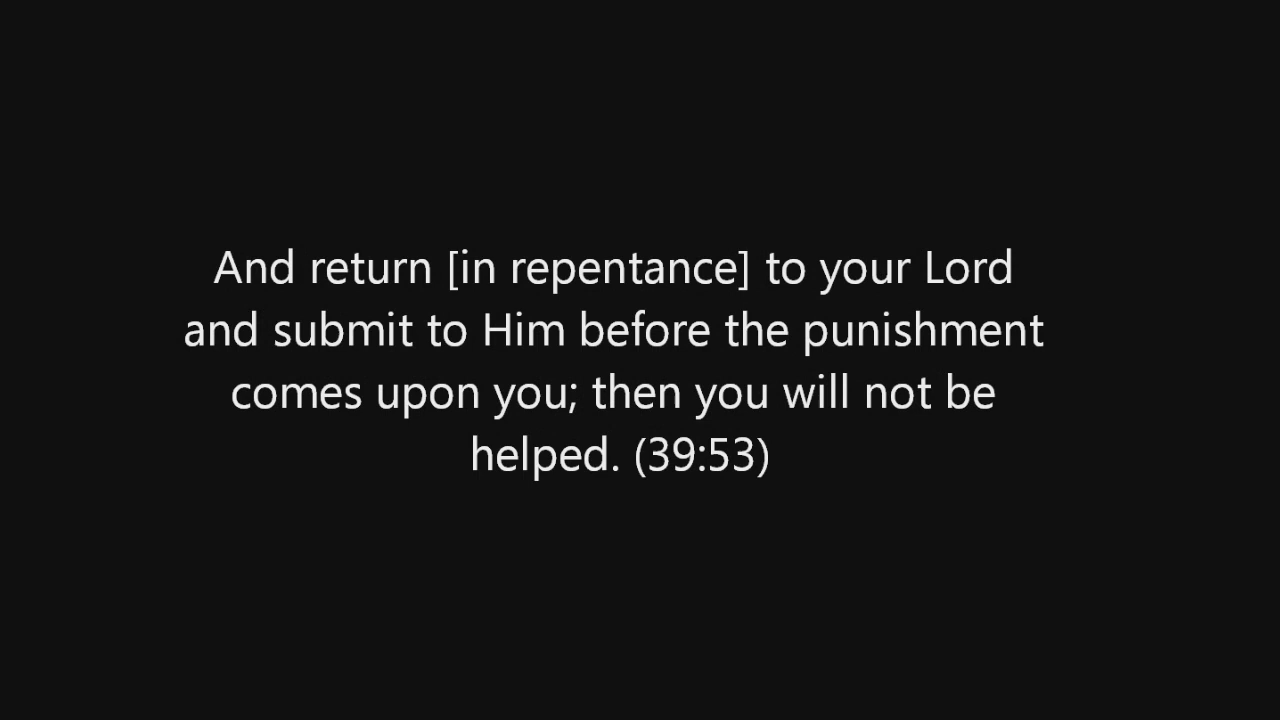 And return [in repentance] to your Lord
and submit to Him before the punishment
comes upon you; then you will not be
helped. (39:53)